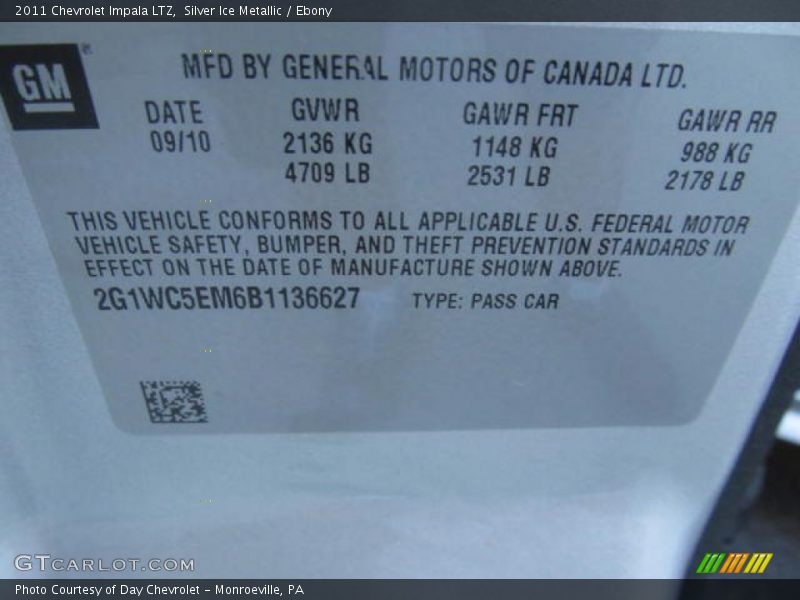 2011 Chevrolet Impala LTZ, Silver Ice Metallic / Ebony
GM®
MFD BY GENERAL MOTORS OF CANADA LTD.
DATE GVWR GAWR FRT GAWR RR
09/10 2136 KG 1148 KG 988 KG
4709 LB 2531 LB 2178 LB
THIS VEHICLE CONFORMS TO ALL APPLICABLE U.S. FEDERAL MOTOR
VEHICLE SAFETY, BUMPER, AND THEFT PREVENTION STANDARDS IN
EFFECT ON THE DATE OF MANUFACTURE SHOWN ABOVE.
2G1WC5EM6B1136627 TYPE: PASS CAR
GTCARLOT.COM
Photo Courtesy of Day Chevrolet - Monroeville, PA